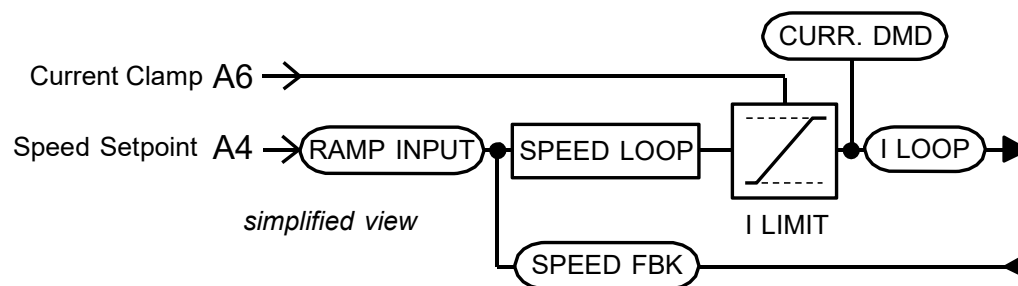 CURR. DMD
Current Clamp A6
Speed Setpoint A4 RAMP INPUT SPEED LOOP I LOOP
simplified view
I LIMIT
SPEED FBK